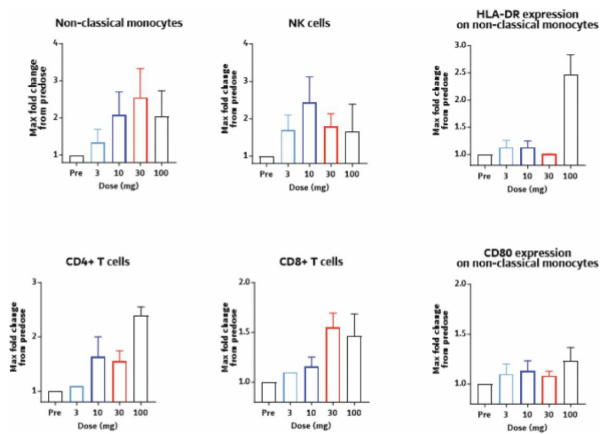 Non-classical monocytes
Max fold change
from predose
4
3
2
1
Pre 3 10 30 100
Dose (mg)
NK cells
Max fold change
from predose
4
3
2
1
Pre 3 10 30 100
Dose (mg)
HLA-DR expression
on non-classical monocytes
Max fold change
from predose
3.0
2.5
2.0
1.5
1.0
Pre 3 10 30 100
Dose (mg)
CD4+ T cells
Max fold change
from predose
3
2
1
Pre 3 10 30 100
Dose (mg)
CD8+ T cells
Max fold change
from predose
2.0
1.5
1.0
Pre 3 10 30 100
Dose (mg)
CD80 expression
on non-classical monocytes
Max fold change
from predose
2.0
1.5
1.0
Pre 3 10 30 100
Dose (mg)